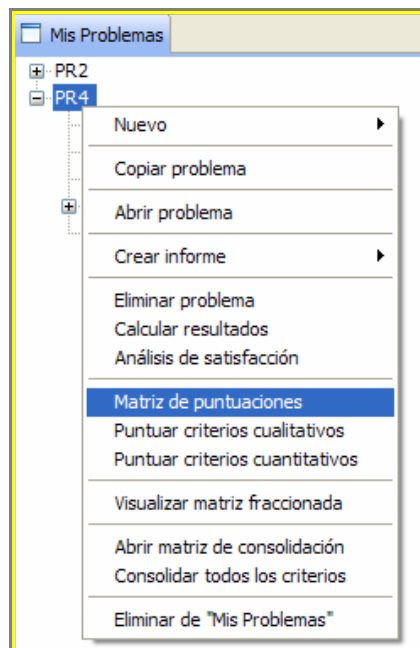 Mis Problemas
PR2
PR4
Nuevo
Copiar problema
Abrir problema
Crear informe
Eliminar problema
Calcular resultados
Análisis de satisfacción
Matriz de puntuaciones
Puntuar criterios cualitativos
Puntuar criterios cuantitativos
Visualizar matriz fraccionada
Abrir matriz de consolidación
Consolidar todos los criterios
Eliminar de "Mis Problemas"